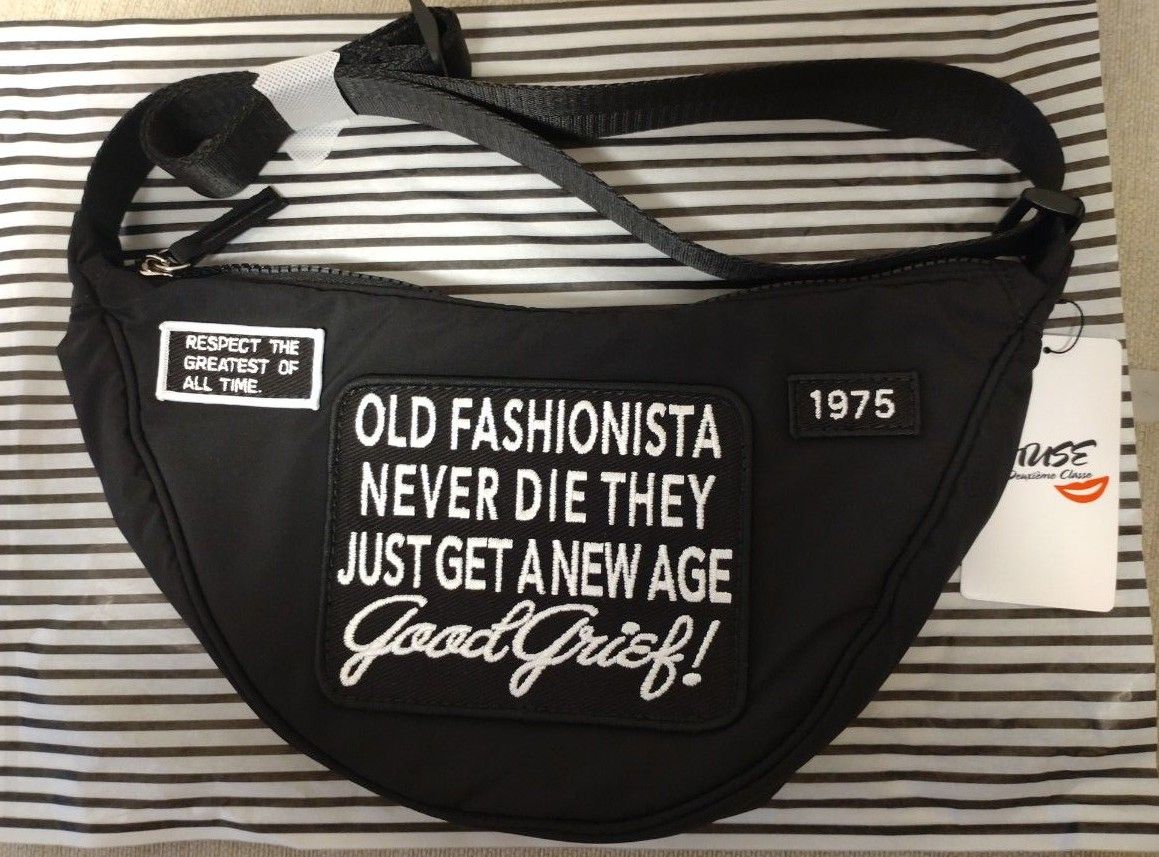 RESPECT THE
GREATEST OF
ALL TIME.
OLD FASHIONISTA
NEVER DIE THEY
JUST GET A NEW AGE
Good Grief!
1975
Deuxième Classe